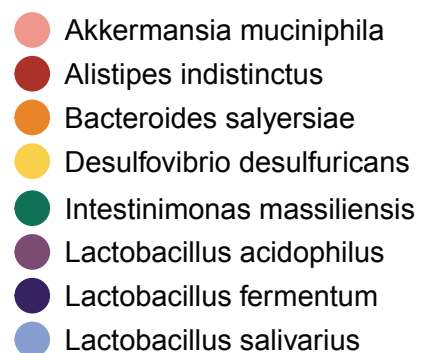 Akkermansia muciniphila
Alistipes indistinctus
Bacteroides salyersiae
Desulfovibrio desulfuricans
Intestinimonas massiliensis
Lactobacillus acidophilus
Lactobacillus fermentum
Lactobacillus salivarius